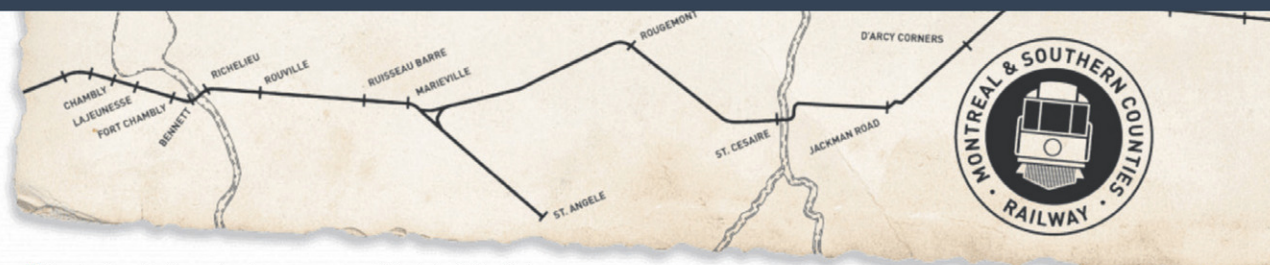 CHAMBLY
LAJEUNESSE
FORT CHAMBLY
BENNETT
RICHELIEU
ROUVILLE
RUISSEAU BARRE
MARIEVILLE
ST. ANGELE
ROUGEMONT
ST. CESAIRE
JACKMAN ROAD
D'ARCY CORNERS
MONTREAL & SOUTHERN COUNTIES
• RAILWAY •